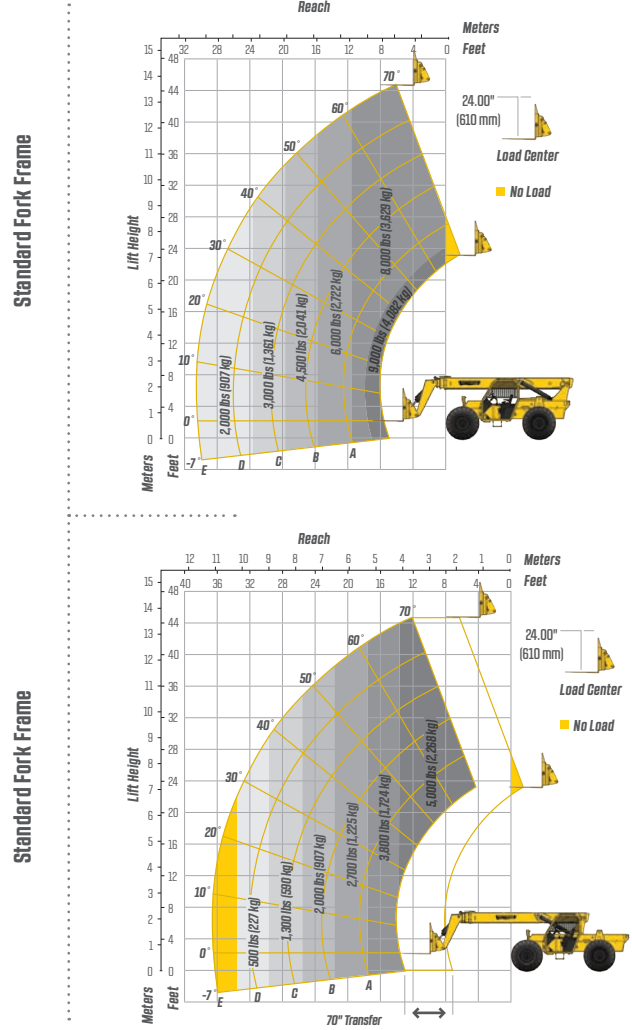 Reach
Meters
32 28 24 20 16 12 8 4 0 Feet
15 48
14 44
13
12 40
11 36
10 32
9
28
8
24
7
20
6
5 16
4 12
3
8
2
1 4
0 0
Meters Feet
Lift Height
Standard Fork Frame
70°
60°
50°
40°
30°
20°
10°
0°
-7°
E D C B A
2,000 lbs (907 kg)
3,000 lbs (1,361 kg)
4,500 lbs (2,041 kg)
6,000 lbs (2,722 kg)
8,000 lbs (3,629 kg)
9,000 lbs (4,082 kg)
24.00"
(610 mm)
Load Center
No Load
Reach
12 11 10 9 8 7 6 5 4 3 2 1 0 Meters
40 36 32 28 24 20 16 12 8 4 0 Feet
15 48
14 44
13
12 40
11 36
10 32
9
28
8
24
7
20
6
5 16
4 12
3
8
2
1 4
0 0
Meters Feet
Lift Height
Standard Fork Frame
70°
60°
50°
40°
30°
20°
10°
0°
-7°
E D C B A
500 lbs (227 kg)
1,300 lbs (590 kg)
2,000 lbs (907 kg)
2,700 lbs (1,225 kg)
3,800 lbs (1,724 kg)
5,000 lbs (2,268 kg)
24.00"
(610 mm)
Load Center
No Load
70" Transfer